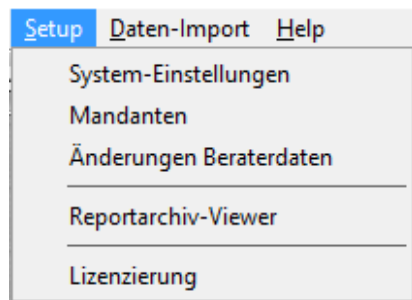 Setup Daten-Import Help
System-Einstellungen
Mandanten
Änderungen Beraterdaten
Reportarchiv-Viewer
Lizenzierung